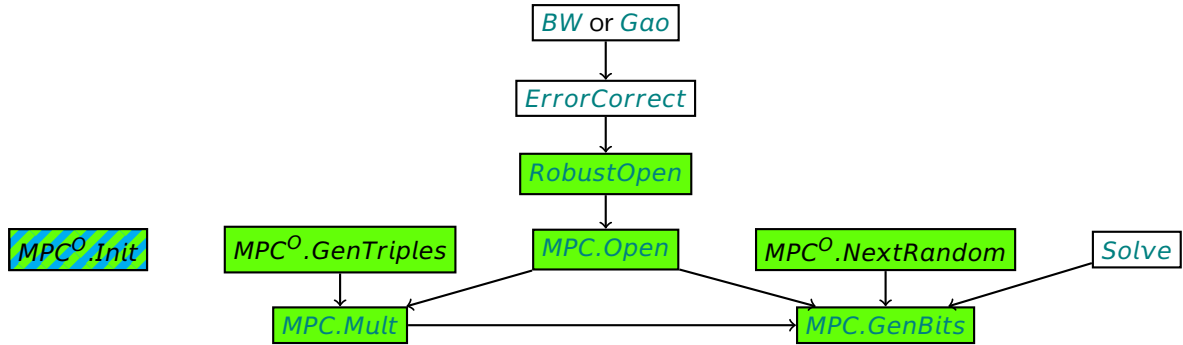 BW or Gao
ErrorCorrect
RobustOpen
MPC^O.Init
MPC^O.GenTriples
MPC.Open
MPC^O.NextRandom
Solve
MPC.Mult
MPC.GenBits